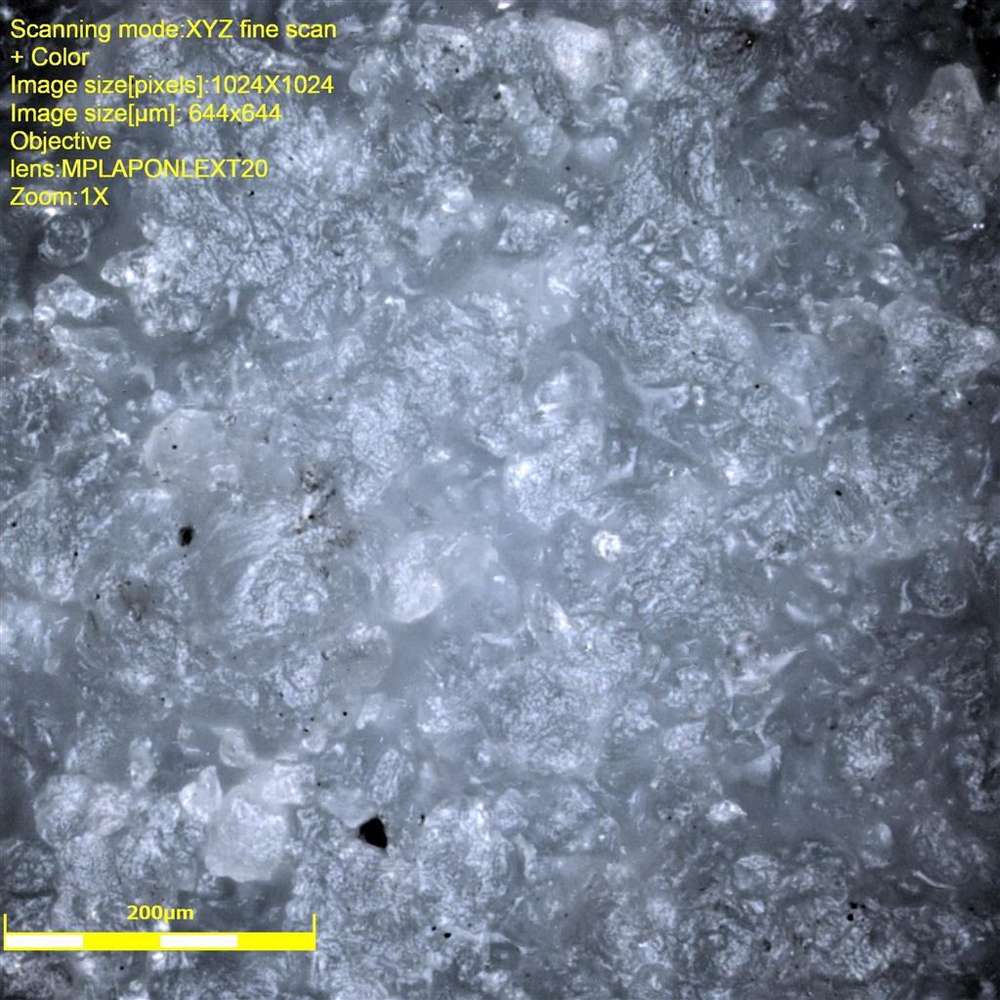 Scanning mode:XYZ fine scan
+ Color
Image size[pixels]:1024X1024
Image size[µm]: 644x644
Objective
lens:MPLAPONLEXT20
Zoom:1X
200µm